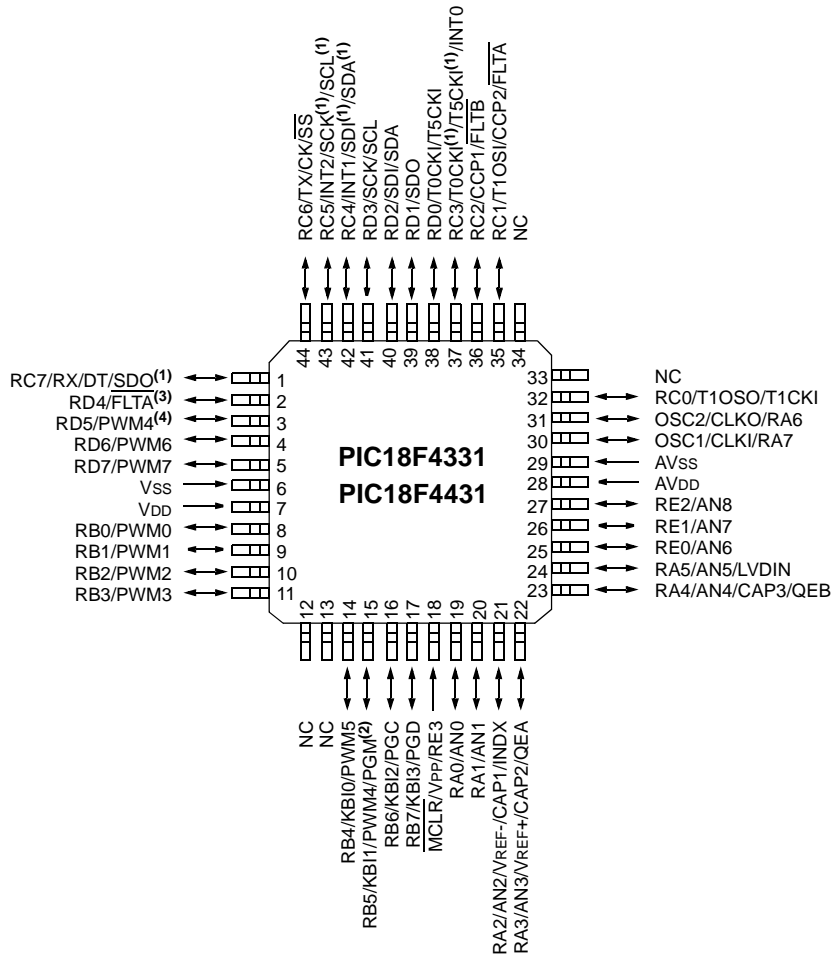 RC6/TX/CK/SS
RC5/INT2/SCK(1)/SCL(1)
RC4/INT1/SDI(1)/SDA(1)
RD3/SCK/SCL
RD2/SDI/SDA
RD1/SDO
RD0/T0CKI/T5CKI
RC3/T0CKI(1)/T5CKI(1)/INT0
RC2/CCP1/FLTB
RC1/T1OSI/CCP2/FLTA
NC
44 43 42 41 40 39 38 37 36 35 34
RC7/RX/DT/SDO(1) 1
RD4/FLTA(3) 2
RD5/PWM4(4) 3
RD6/PWM6 4
RD7/PWM7 5
VSS 6
VDD 7
RB0/PWM0 8
RB1/PWM1 9
RB2/PWM2 10
RB3/PWM3 11
PIC18F4331
PIC18F4431
33 NC
32 RC0/T1OSO/T1CKI
31 OSC2/CLKO/RA6
30 OSC1/CLKI/RA7
29 AVSS
28 AVDD
27 RE2/AN8
26 RE1/AN7
25 RE0/AN6
24 RA5/AN5/LVDIN
23 RA4/AN4/CAP3/QEB
12 13 14 15 16 17 18 19 20 21 22
NC
NC
RB4/KBI0/PWM5
RB5/KBI1/PWM4/PGM(2)
RB6/KBI2/PGC
RB7/KBI3/PGD
MCLR/VPP/RE3
RA0/AN0
RA1/AN1
RA2/AN2/VREF-/CAP1/INDX
RA3/AN3/VREF+/CAP2/QEA